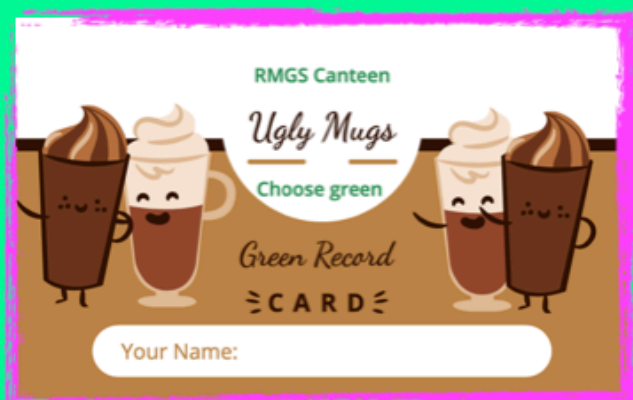 RMGS Canteen
Ugly Mugs
Choose green
Green Record
CARD
Your Name: